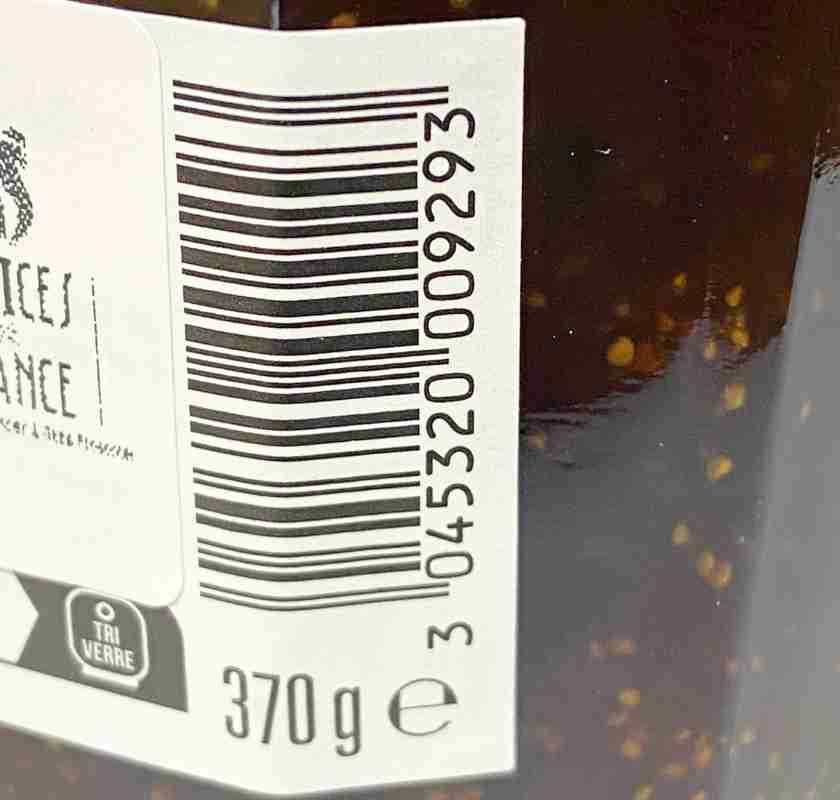 ICES
ANCE
TRI
VERRE
370 g e
3 045320 009293